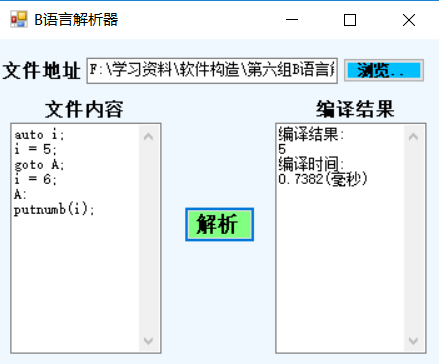 B语言解析器
文件地址 F:\学习资料\软件构造\第六组B语言 浏览..
文件内容 编译结果
auto i;
i = 5;
goto A;
i = 6;
A:
putnumb(i);
解析
编译结果:
5
编译时间:
0.7382(毫秒)